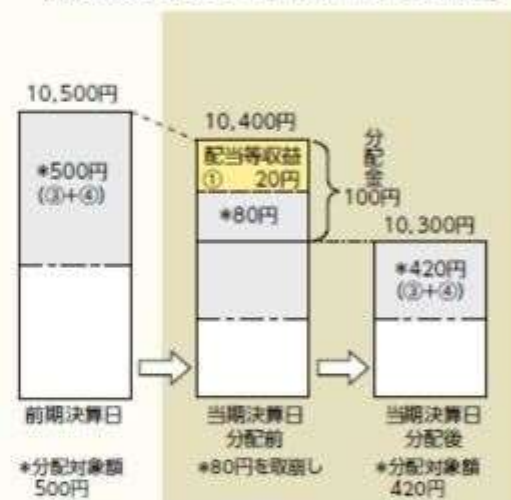 10,500円
*500円
(③+④)
前期決算日
*分配対象額
500円
10,400円
配当等収益
① 20円
*80円
分配金
100円
当期決算日
分配前
*80円を取崩し
10,300円
*420円
(③+④)
当期決算日
分配後
*分配対象額
420円